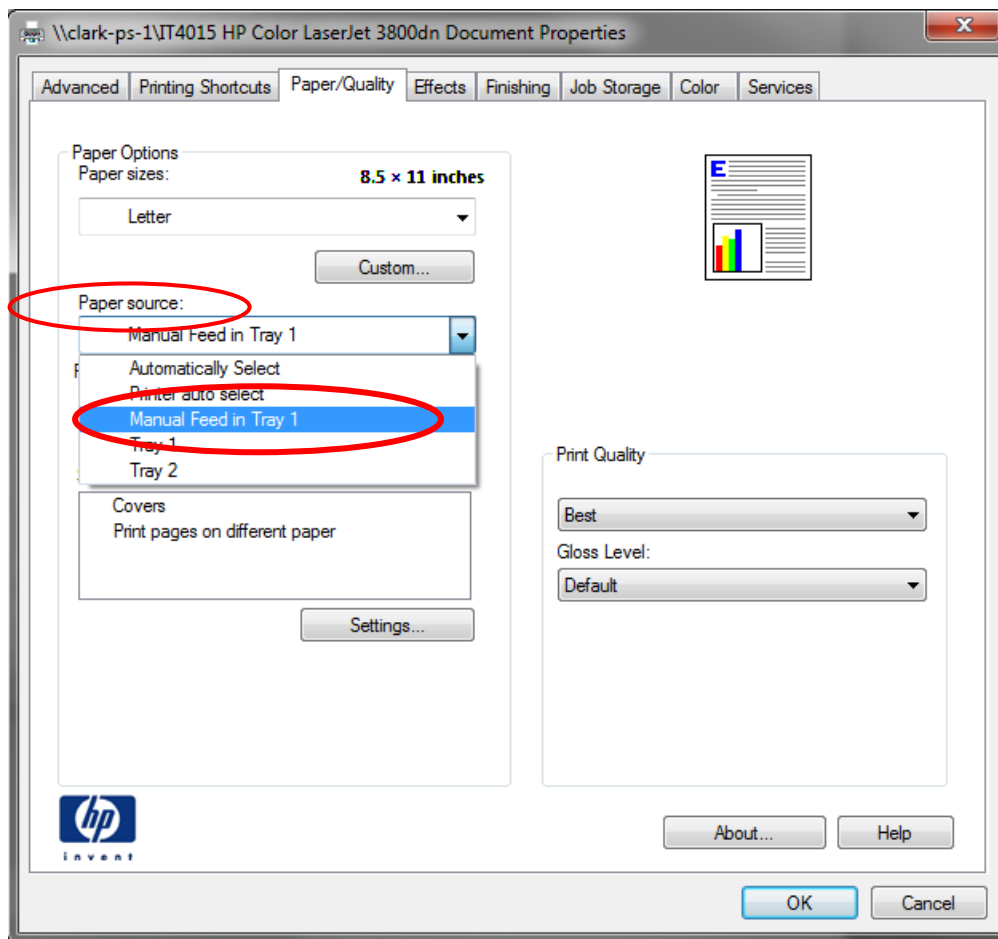 \\clark-ps-1\IT4015 HP Color LaserJet 3800dn Document Properties
Advanced Printing Shortcuts Paper/Quality Effects Finishing Job Storage Color Services
Paper Options
Paper sizes: 8.5 × 11 inches
Letter
Custom...
Paper source:
Manual Feed in Tray 1
Automatically Select
Printer auto select
Manual Feed in Tray 1
Tray 1
Tray 2
Covers
Print pages on different paper
Settings...
E
Print Quality
Best
Gloss Level:
Default
hp
invent
About... Help
OK Cancel